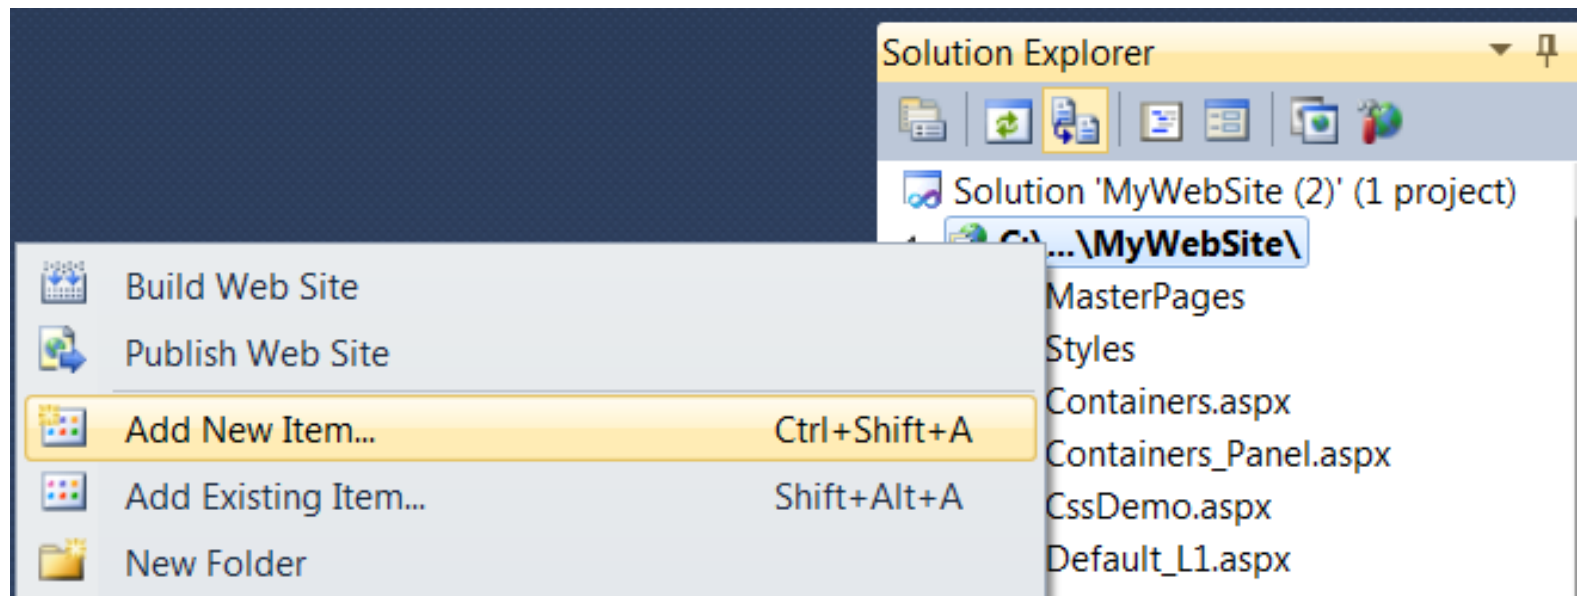 Solution Explorer
Solution 'MyWebSite (2)' (1 project)
C:\...\MyWebSite\
MasterPages
Styles
Containers.aspx
Containers_Panel.aspx
CssDemo.aspx
Default_L1.aspx
Build Web Site
Publish Web Site
Add New Item... Ctrl+Shift+A
Add Existing Item... Shift+Alt+A
New Folder